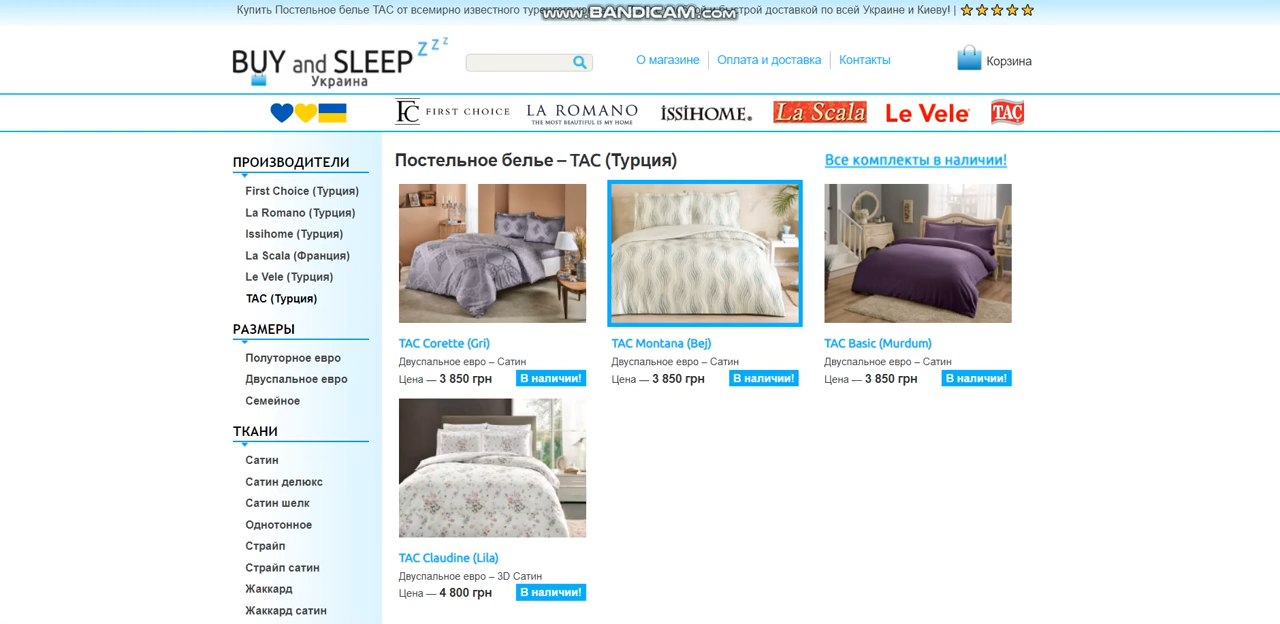 Купить Постельное белье ТАС от всемирно известного турецкого
й и быстрой доставкой по всей Украине и Киеву! |
www.BANDICAM.com
BUY and SLEEP zzz
Украина
О магазине
Оплата и доставка
Контакты
Корзина
FC FIRST CHOICE
LA ROMANO
THE MOST BEAUTIFUL IS MY HOME
ISSIHOME.
La Scala
Le Vele
TAC
ПРОИЗВОДИТЕЛИ
First Choice (Турция)
La Romano (Турция)
Issihome (Турция)
La Scala (Франция)
Le Vele (Турция)
TAC (Турция)
РАЗМЕРЫ
Полуторное евро
Двуспальное евро
Семейное
ТКАНИ
Сатин
Сатин делюкс
Сатин шелк
Однотонное
Страйп
Страйп сатин
Жаккард
Жаккард сатин
Постельное белье – TAC (Турция)
Все комплекты в наличии!
TAC Corette (Gri)
Двуспальное евро – Сатин
Цена — 3 850 грн
В наличии!
TAC Montana (Bej)
Двуспальное евро – Сатин
Цена — 3 850 грн
В наличии!
TAC Basic (Murdum)
Двуспальное евро – Сатин
Цена — 3 850 грн
В наличии!
TAC Claudine (Lila)
Двуспальное евро – 3D Сатин
Цена — 4 800 грн
В наличии!